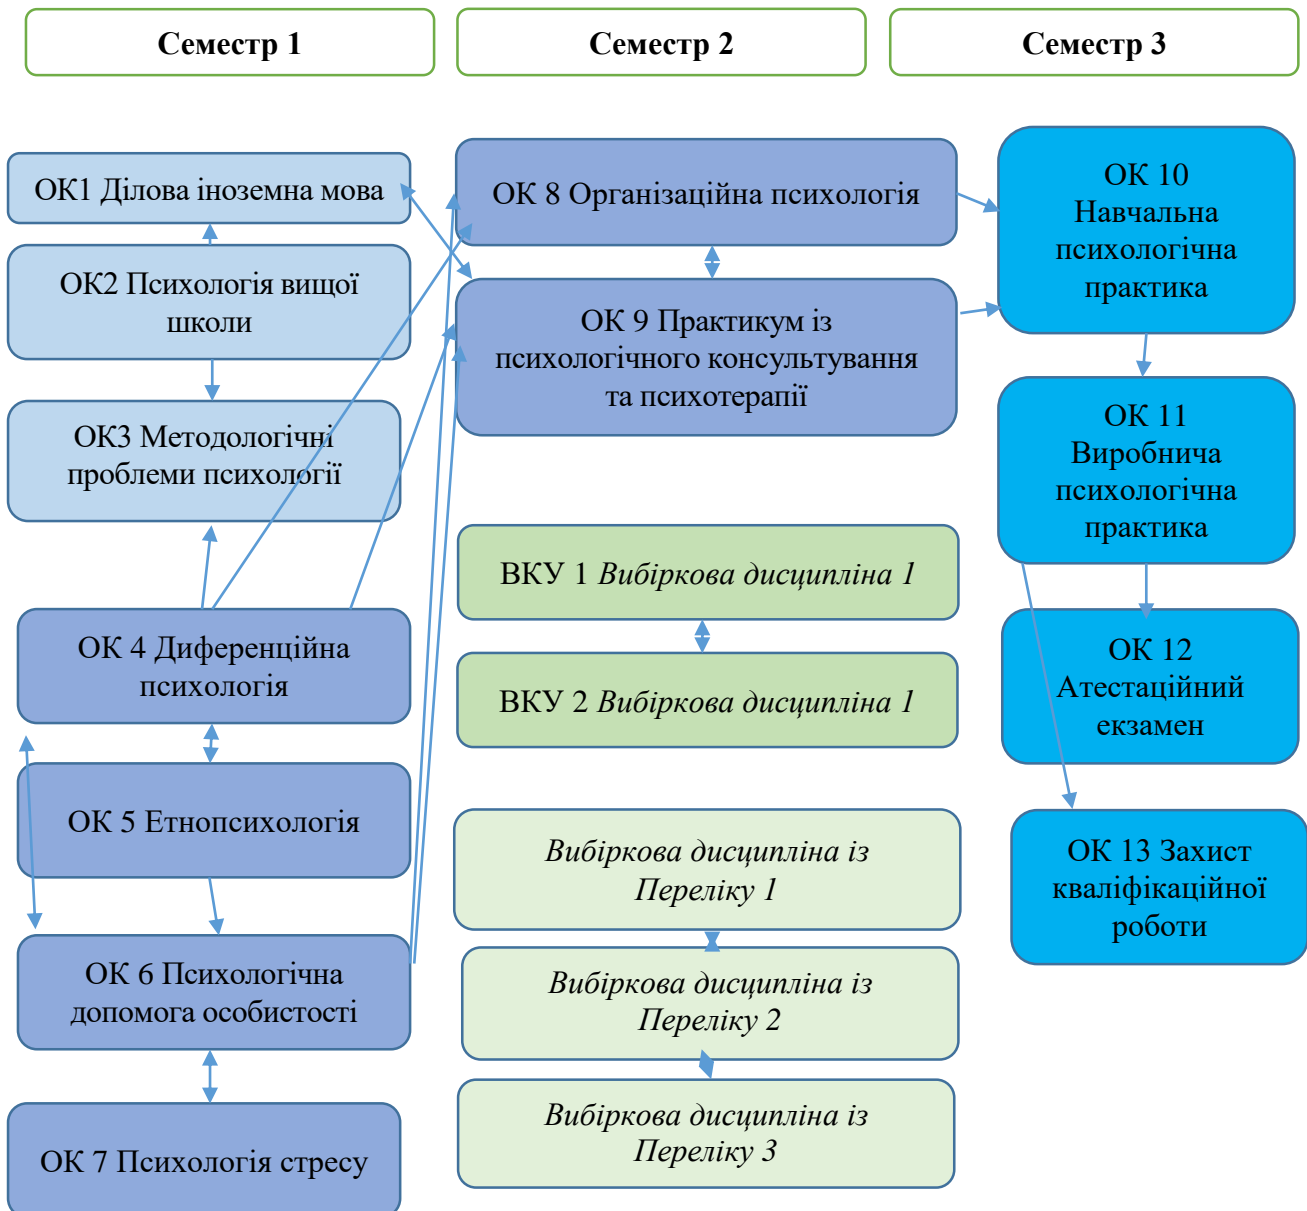 Семестр 1
Семестр 2
Семестр 3
ОК1 Ділова іноземна мова
ОК2 Психологія вищої
школи
ОК3 Методологічні
проблеми психології
ОК 4 Диференційна
психологія
ОК 5 Етнопсихологія
ОК 6 Психологічна
допомога особистості
ОК 7 Психологія стресу
ОК 8 Організаційна психологія
ОК 9 Практикум із
психологічного консультування
та психотерапії
ВКУ 1 Вибіркова дисципліна 1
ВКУ 2 Вибіркова дисципліна 1
Вибіркова дисципліна із
Переліку 1
Вибіркова дисципліна із
Переліку 2
Вибіркова дисципліна із
Переліку 3
ОК 10
Навчальна
психологічна
практика
ОК 11
Виробнича
психологічна
практика
ОК 12
Атестаційний
екзамен
ОК 13 Захист
кваліфікаційної
роботи